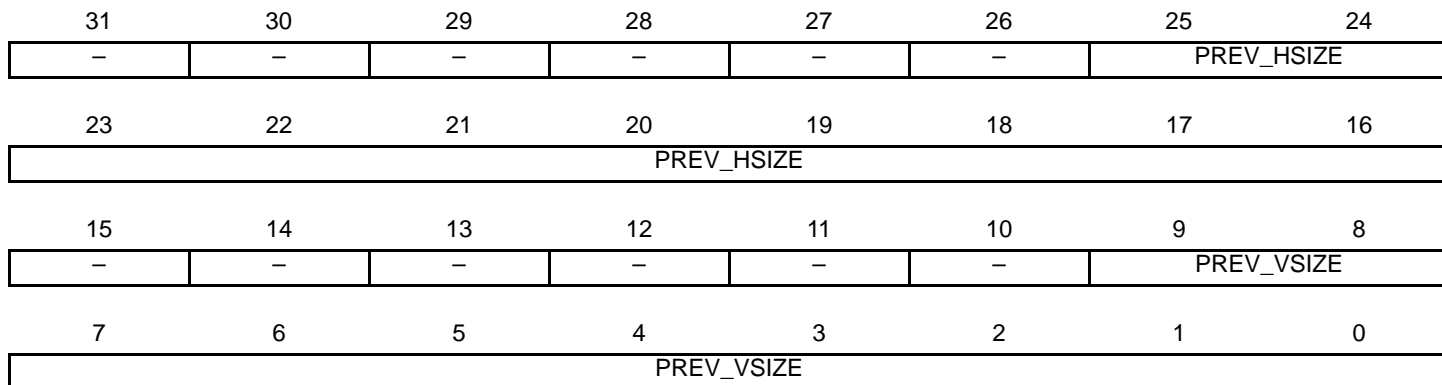 31 30 29 28 27 26 25 24
– – – – – – PREV_HSIZE
23 22 21 20 19 18 17 16
PREV_HSIZE
15 14 13 12 11 10 9 8
– – – – – – PREV_VSIZE
7 6 5 4 3 2 1 0
PREV_VSIZE